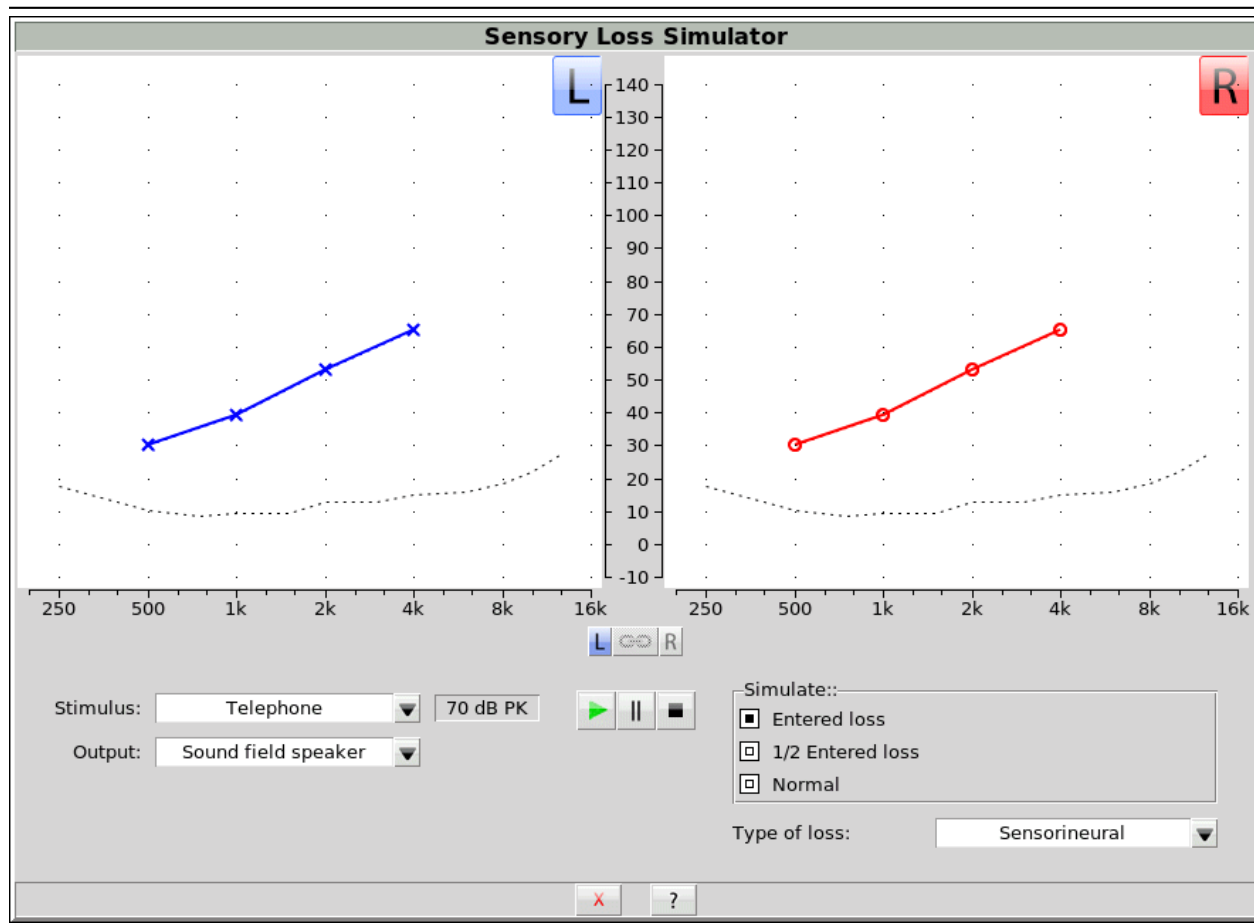 Sensory Loss Simulator
L
R
140
130
120
110
100
90
80
70
60
50
40
30
20
10
0
-10
250 500 1k 2k 4k 8k 16k
250 500 1k 2k 4k 8k 16k
L R
Stimulus: Telephone 70 dB PK
Output: Sound field speaker
Simulate::
Entered loss
1/2 Entered loss
Normal
Type of loss: Sensorineural
X ?